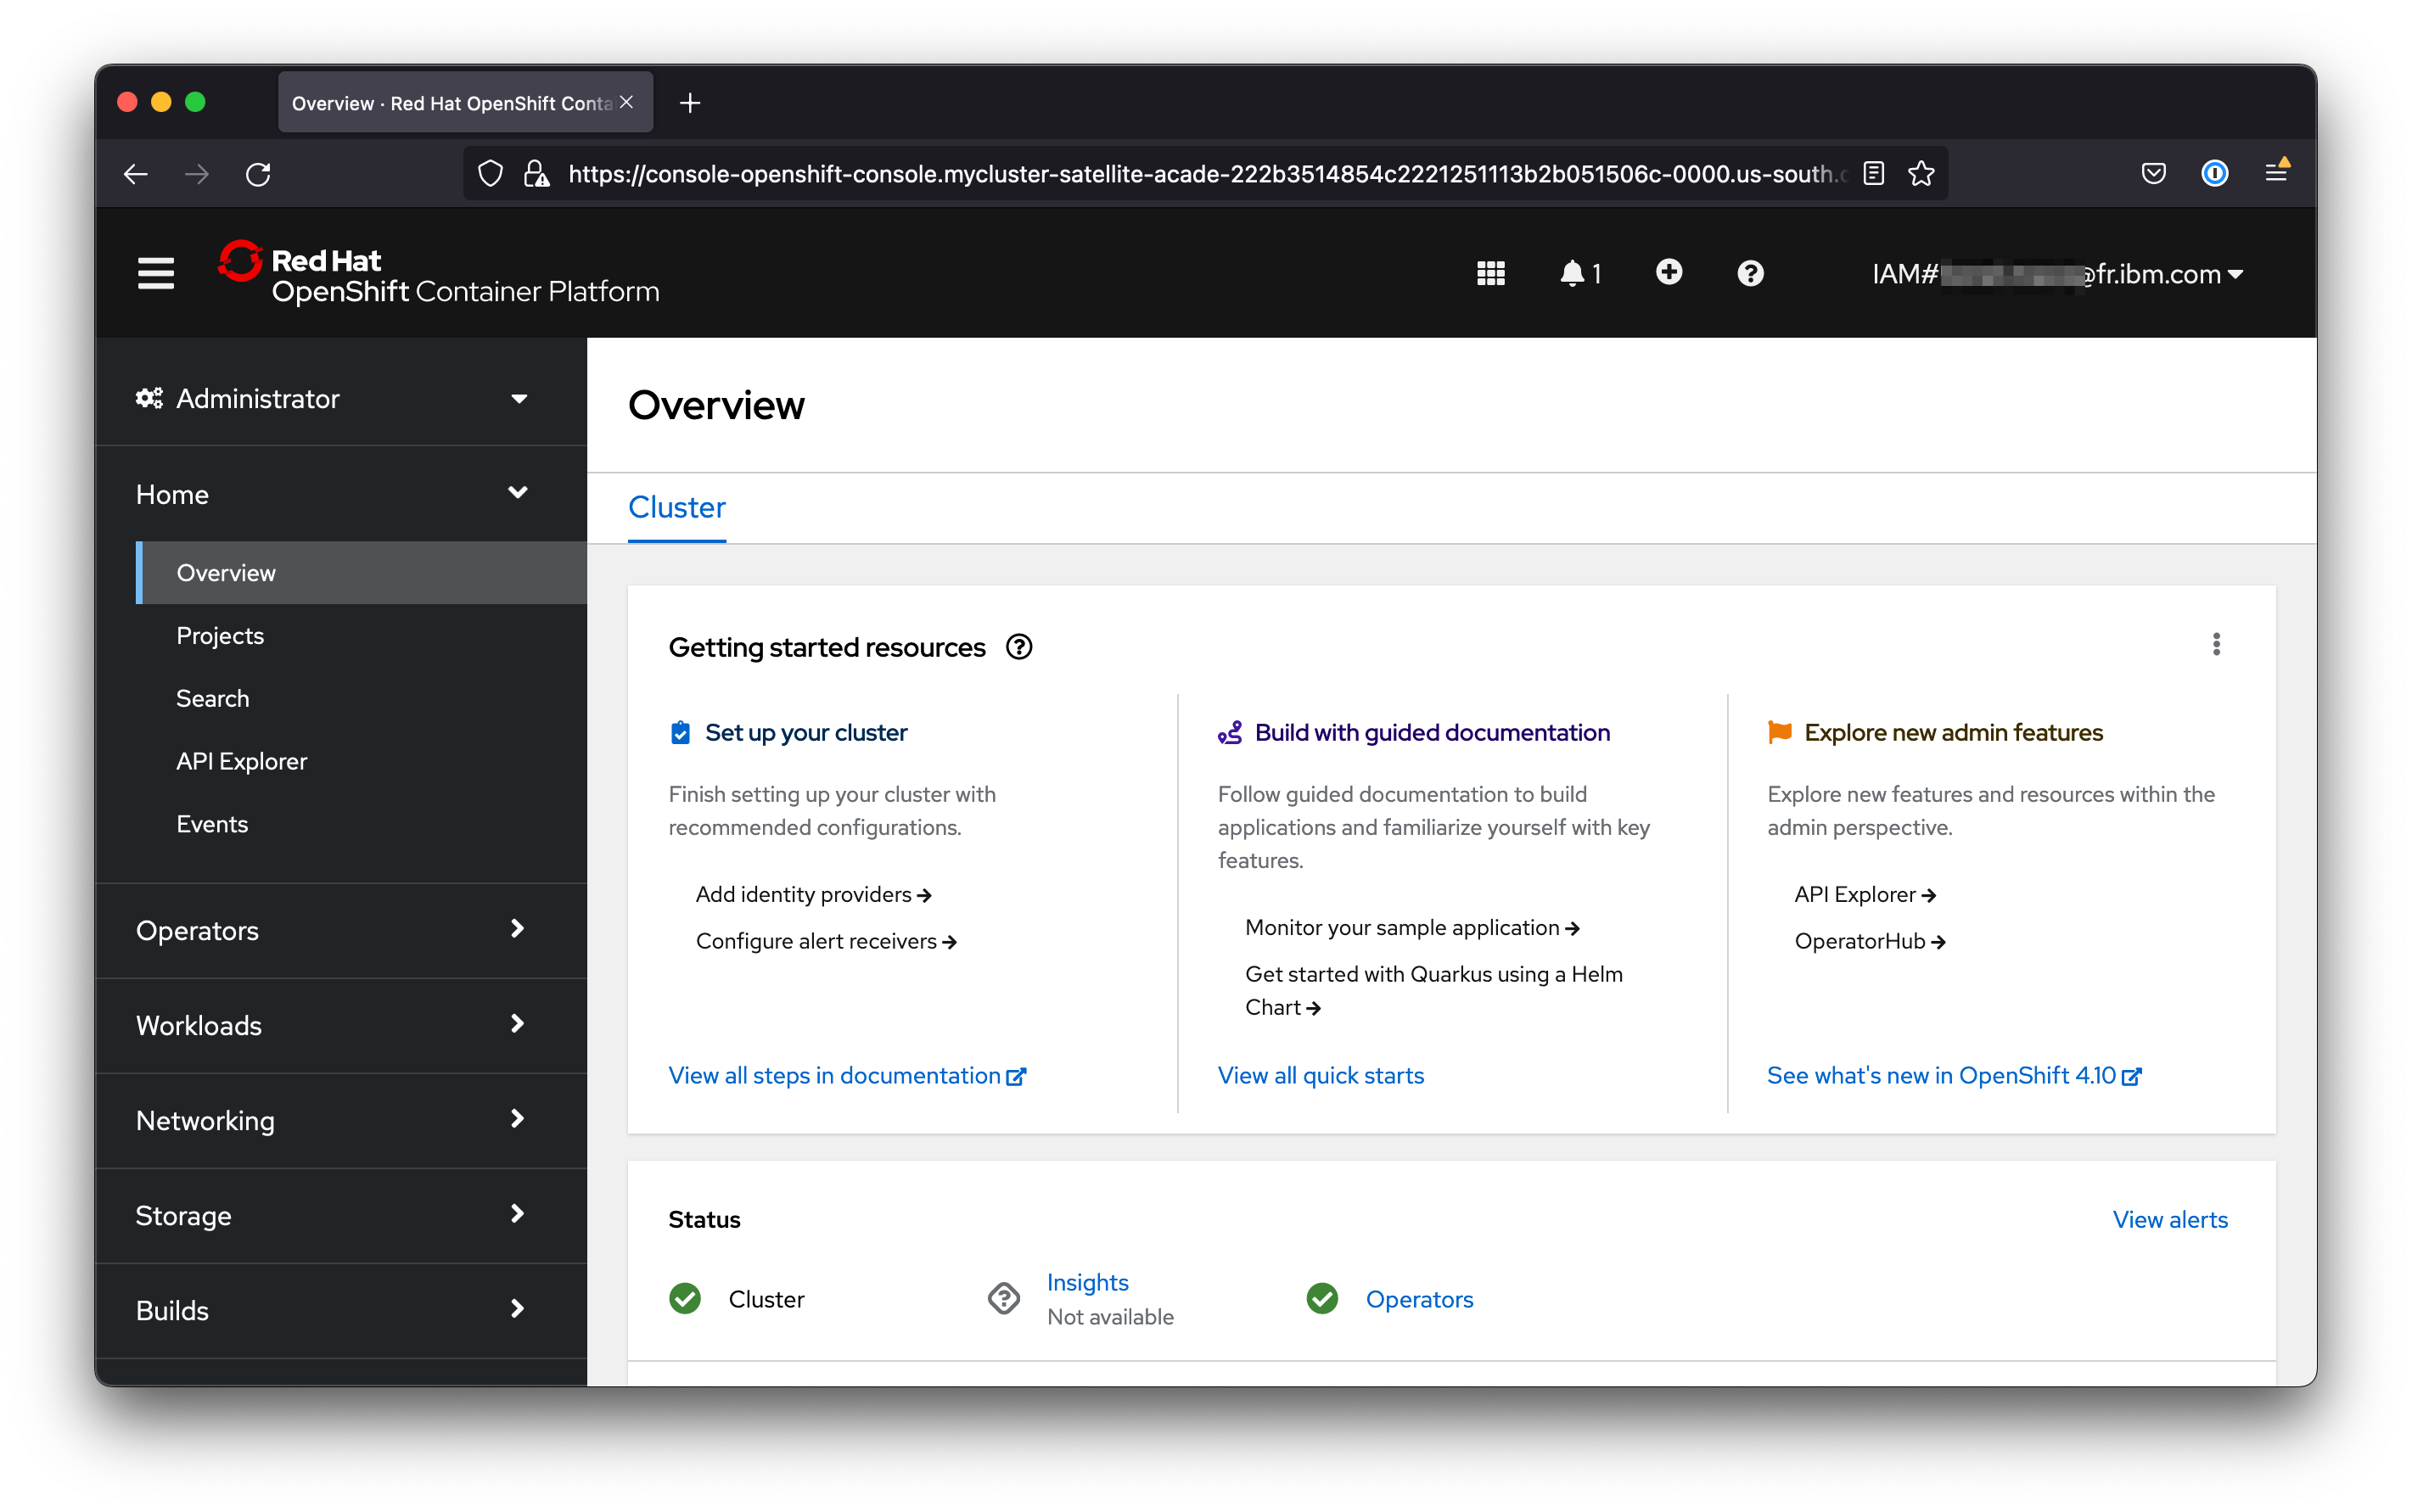 Overview · Red Hat OpenShift Conta
https://console-openshift-console.mycluster-satellite-acade-222b3514854c2221251113b2b051506c-0000.us-south.
Red Hat
OpenShift Container Platform
1
IAM#
@fr.ibm.com
Administrator
Home
Overview
Projects
Search
API Explorer
Events
Operators
Workloads
Networking
Storage
Builds
Overview
Cluster
Getting started resources
Set up your cluster
Finish setting up your cluster with
recommended configurations.
Add identity providers
Configure alert receivers
View all steps in documentation
Build with guided documentation
Follow guided documentation to build
applications and familiarize yourself with key
features.
Monitor your sample application
Get started with Quarkus using a Helm
Chart
View all quick starts
Explore new admin features
Explore new features and resources within the
admin perspective.
API Explorer
OperatorHub
See what's new in OpenShift 4.10
Status
View alerts
Cluster
Insights
Not available
Operators